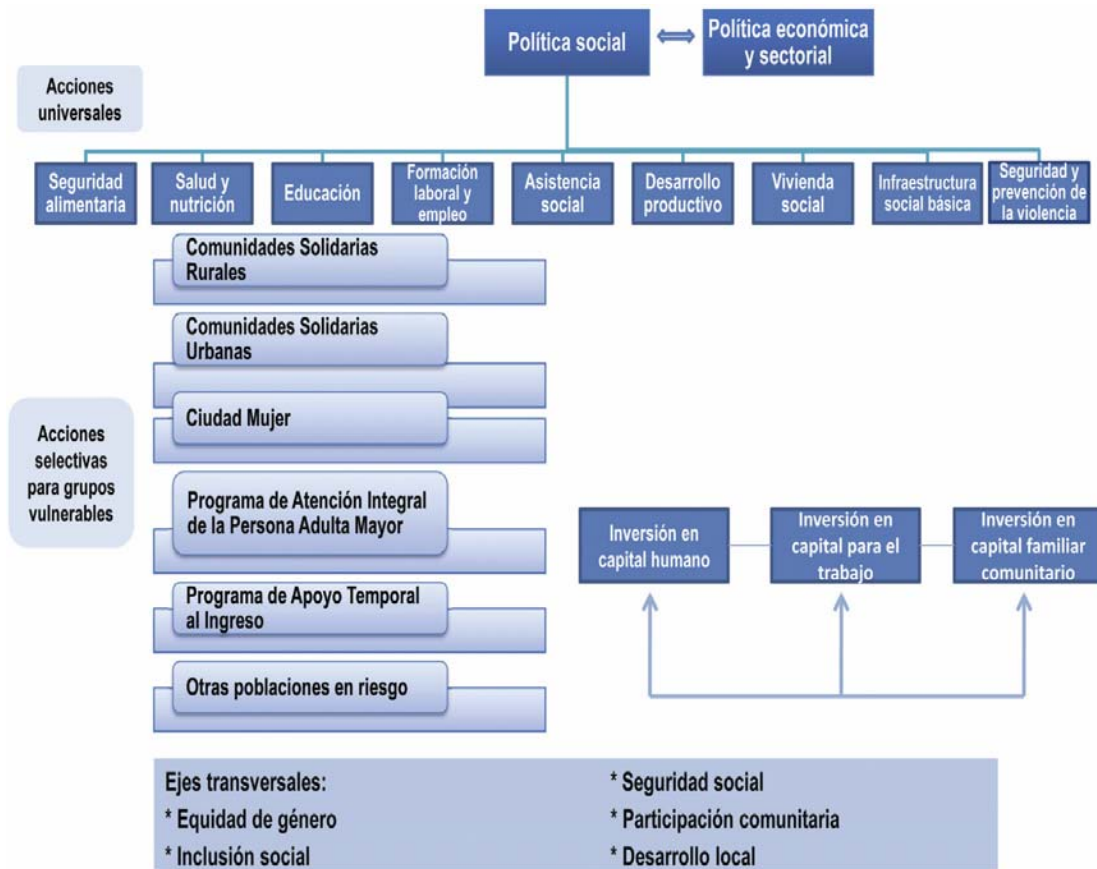 Política social
Política económica
y sectorial
Acciones
universales
Seguridad
alimentaria
Salud y
nutrición
Educación
Formación
laboral y
empleo
Asistencia
social
Desarrollo
productivo
Vivienda
social
Infraestructura
social básica
Seguridad y
prevención de
la violencia
Comunidades Solidarias
Rurales
Comunidades Solidarias
Urbanas
Ciudad Mujer
Acciones
selectivas
para grupos
vulnerables
Programa de Atención Integral
de la Persona Adulta Mayor
Programa de Apoyo Temporal
al Ingreso
Otras poblaciones en riesgo
Inversión en
capital humano
Inversión en
capital para el
trabajo
Inversión en
capital familiar
comunitario
Ejes transversales:
* Equidad de género
* Inclusión social
* Seguridad social
* Participación comunitaria
* Desarrollo local